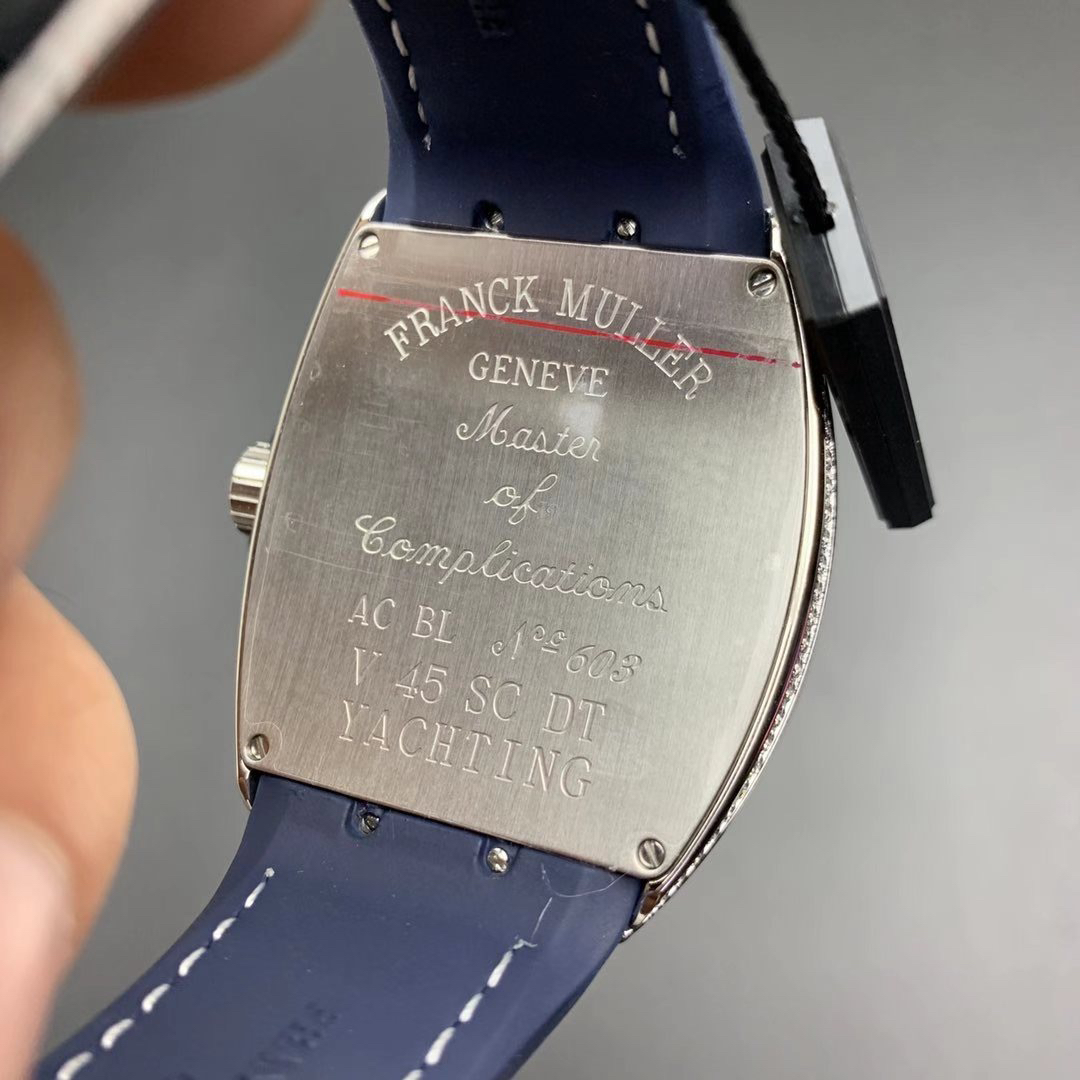 FRANCK MULLER
GENEVE
Master
of
Complications
AC BL Nº 603
V 45 SC DT
YACHTING